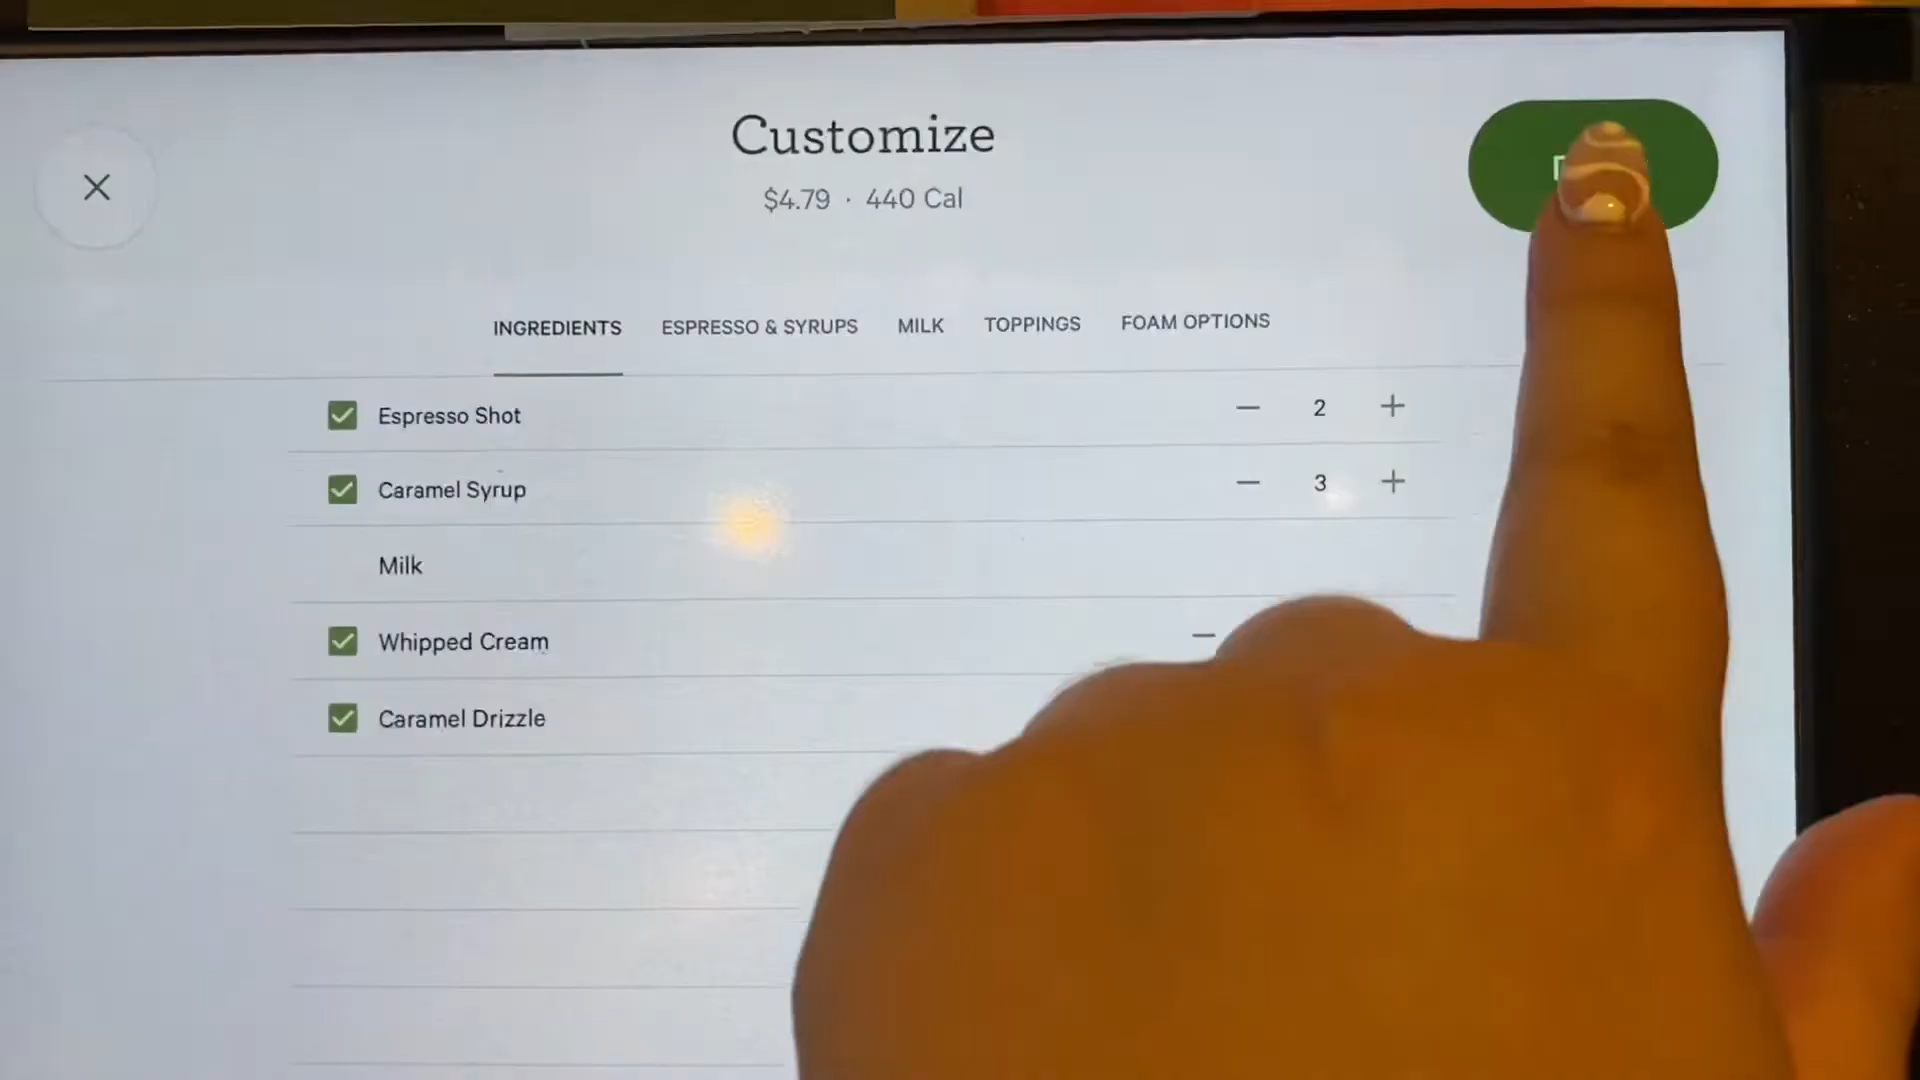 Customize
$4.79 · 440 Cal
INGREDIENTS ESPRESSO & SYRUPS MILK TOPPINGS FOAM OPTIONS
Espresso Shot — 2 +
Caramel Syrup — 3 +
Milk
Whipped Cream —
Caramel Drizzle